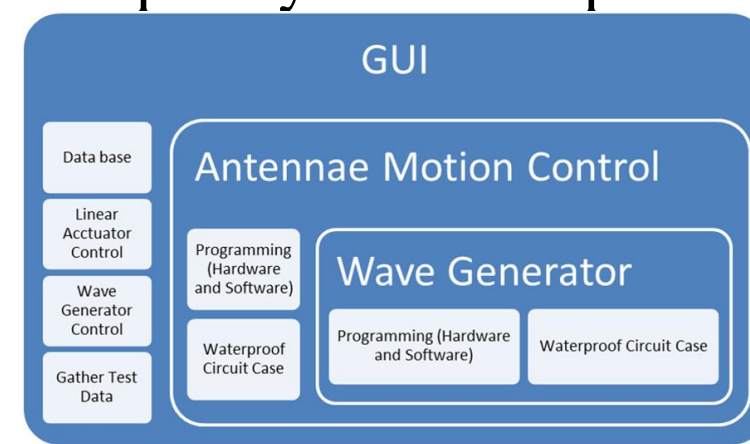 GUI
Data base
Linear
Acctuator
Control
Wave
Generator
Control
Gather Test
Data
Antennae Motion Control
Programming
(Hardware
and Software)
Waterproof
Circuit Case
Wave Generator
Programming (Hardware
and Software)
Waterproof Circuit Case